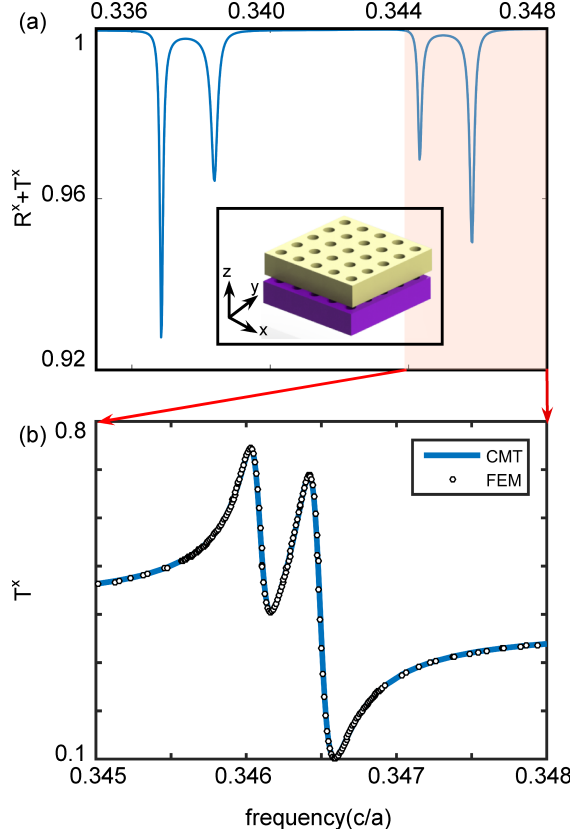 (a)
0.336 0.340 0.344 0.348
1
0.96
0.92
R^x+T^x
z
y
x
(b)
0.8
0.1
T^x
CMT
FEM
0.345 0.346 0.347 0.348
frequency(c/a)